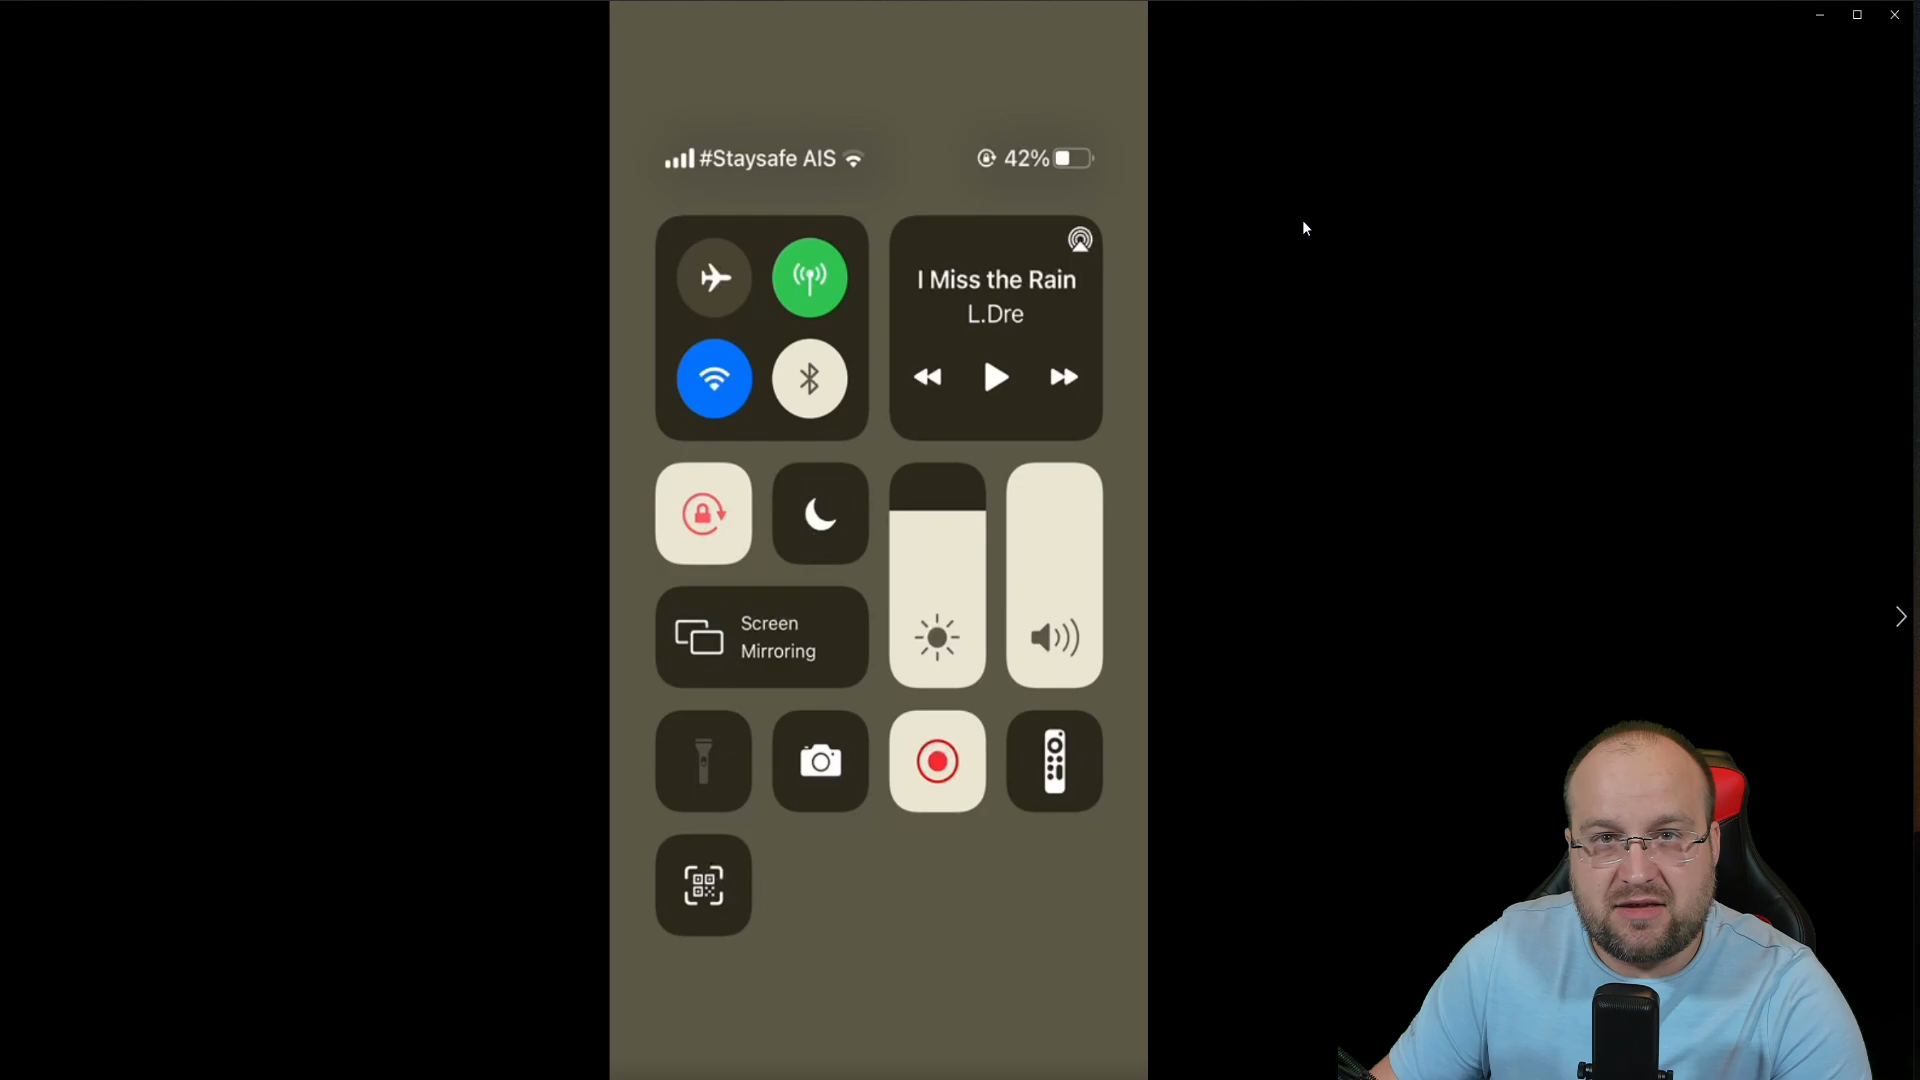 #Staysafe AIS
42%
I Miss the Rain
L.Dre
Screen
Mirroring